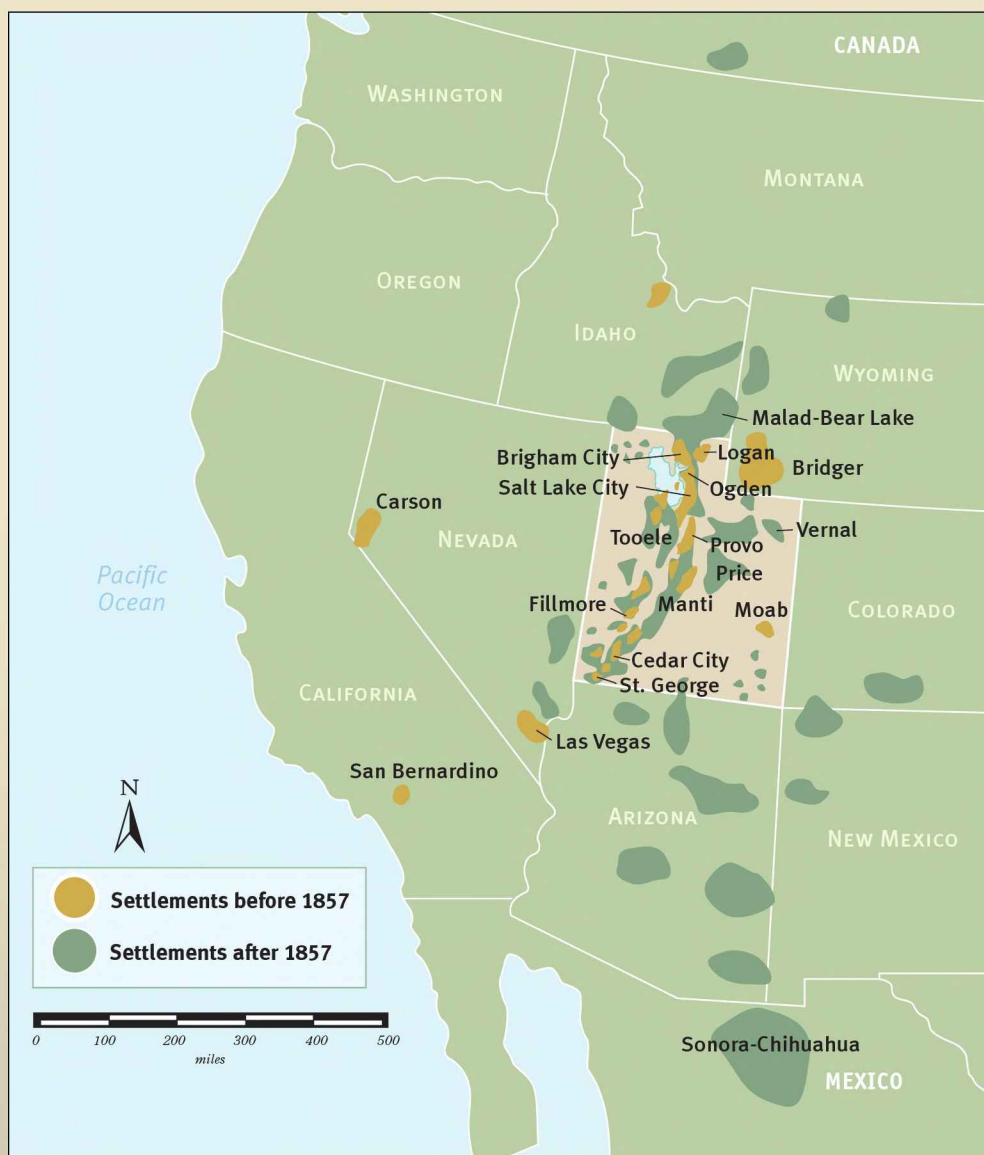 CANADA
WASHINGTON
MONTANA
OREGON
IDAHO
WYOMING
Malad-Bear Lake
Brigham City
Logan
Bridger
Salt Lake City
Ogden
Carson
NEVADA
Tooele
Provo
Vernal
Price
Pacific
Ocean
Fillmore
Manti
Moab
COLORADO
Cedar City
St. George
CALIFORNIA
Las Vegas
San Bernardino
N
ARIZONA
NEW MEXICO
Settlements before 1857
Settlements after 1857
0 100 200 300 400 500
miles
Sonora-Chihuahua
MEXICO